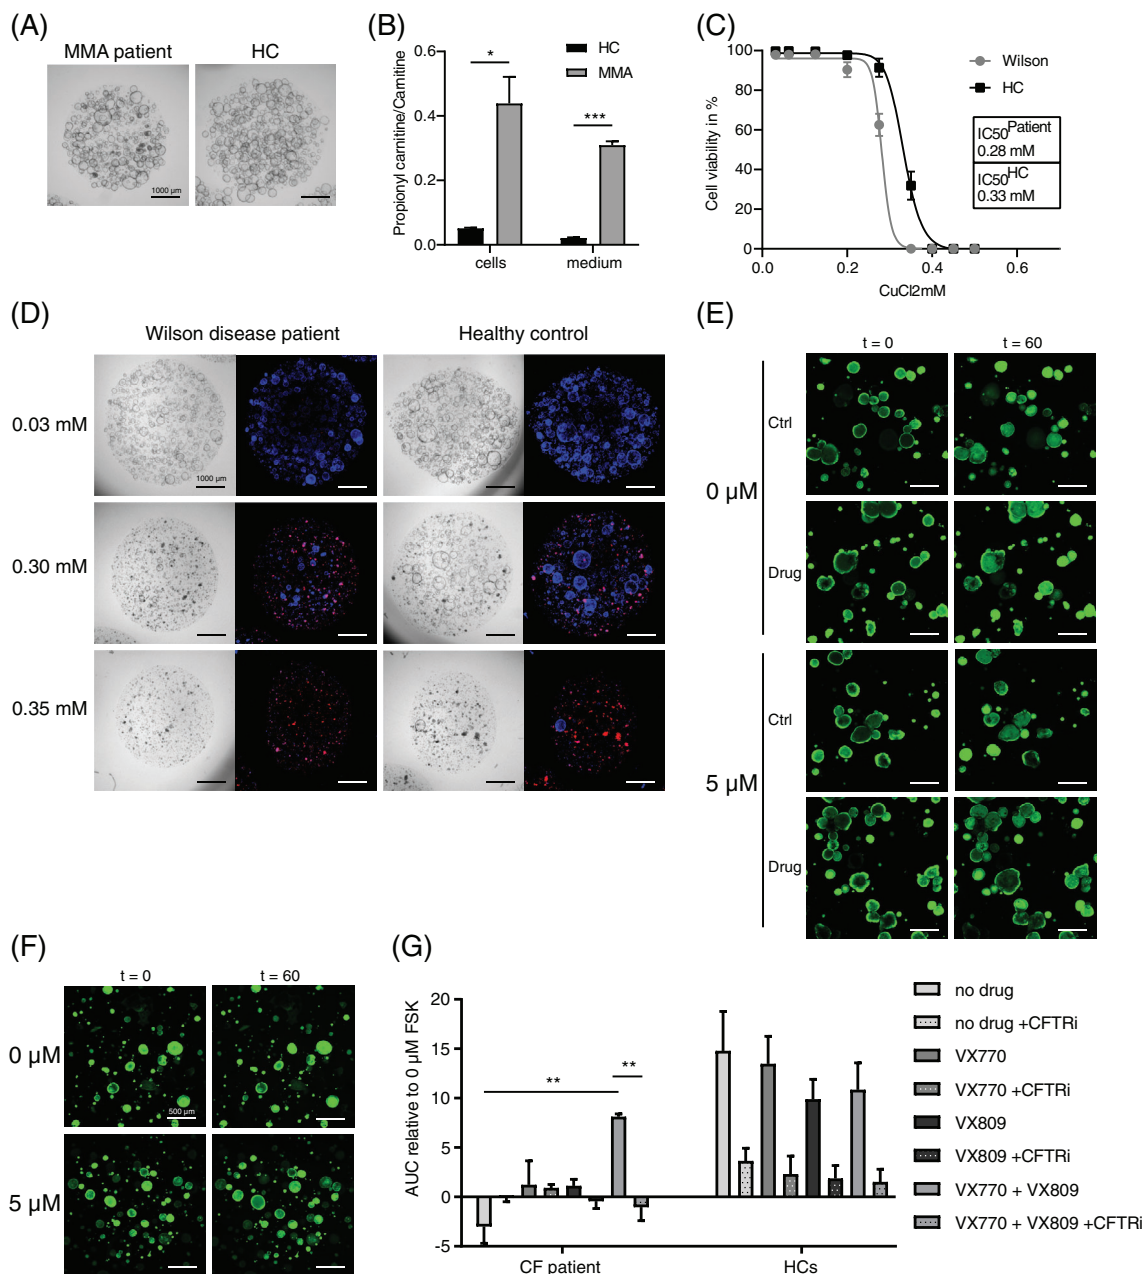 (A)
MMA patient
HC
1000 µm
(B)
Propionyl carnitine/Carnitine
0.6
0.4
0.2
0.0
*
***
HC
MMA
cells
medium
(C)
Cell viability in %
100
80
60
40
20
0
0.0
0.2
0.4
0.6
CuCl2mM
Wilson
HC
IC50Patient
0.28 mM
IC50HC
0.33 mM
(D)
Wilson disease patient
Healthy control
0.03 mM
1000 µm
0.30 mM
0.35 mM
(E)
t = 0
t = 60
0 µM
Ctrl
Drug
5 µM
Ctrl
Drug
(F)
t = 0
t = 60
0 µM
500 µm
5 µM
(G)
AUC relative to 0 µM FSK
20
15
10
5
0
-5
**
**
CF patient
HCs
no drug
no drug +CFTRi
VX770
VX770 +CFTRi
VX809
VX809 +CFTRi
VX770 + VX809
VX770 + VX809 +CFTRi